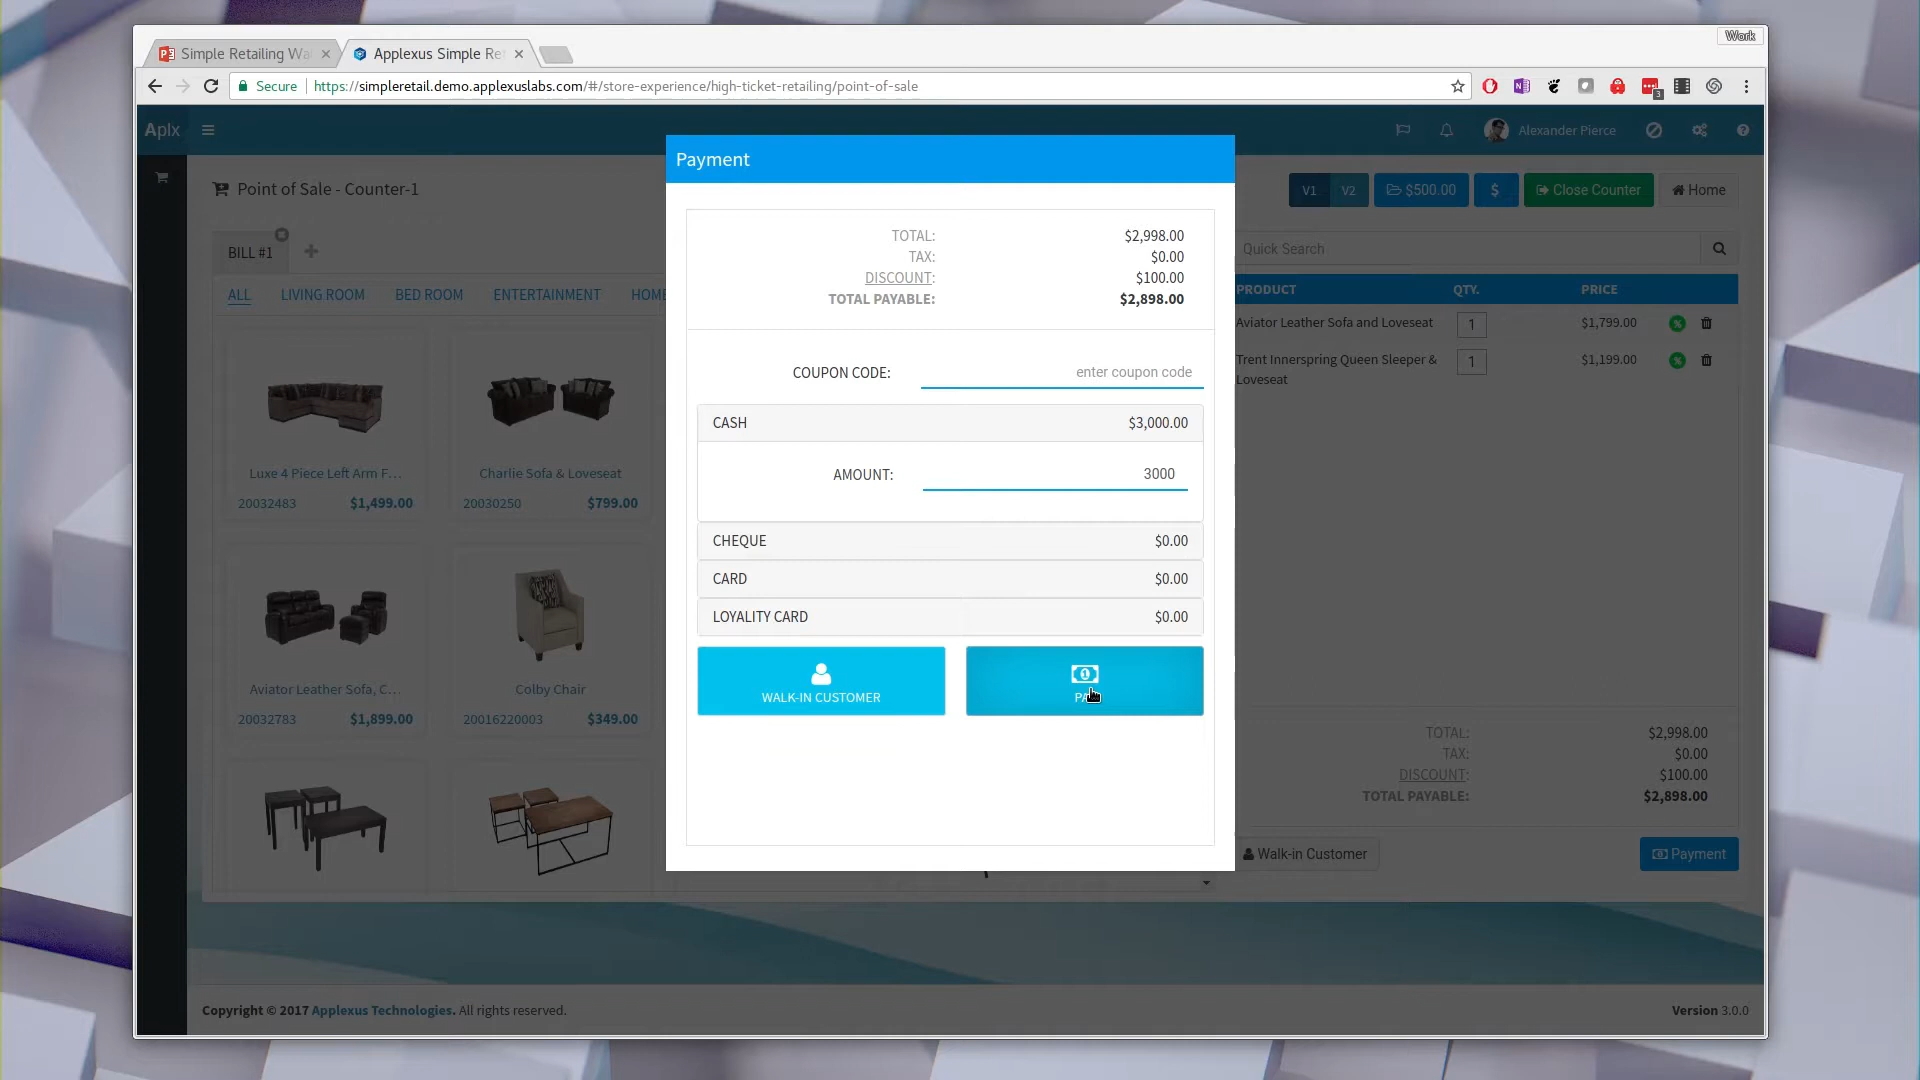 Work
Simple Retailing Wa
Applexus Simple Re
Secure
https://simpleretail.demo.applexuslabs.com/#/store-experience/high-ticket-retailing/point-of-sale
3
Aplx
Alexander Pierce
Payment
Point of Sale - Counter-1
V1
V2
$500.00
$
Close Counter
Home
BILL #1
Quick Search
ALL
LIVING ROOM
BED ROOM
ENTERTAINMENT
HOME
TOTAL: $2,998.00
TAX: $0.00
DISCOUNT: $100.00
TOTAL PAYABLE: $2,898.00
COUPON CODE: enter coupon code
CASH $3,000.00
AMOUNT: 3000
CHEQUE $0.00
CARD $0.00
LOYALITY CARD $0.00
WALK-IN CUSTOMER
Luxe 4 Piece Left Arm F...
20032483 $1,499.00
Charlie Sofa & Loveseat
20030250 $799.00
Aviator Leather Sofa, C...
20032783 $1,899.00
Colby Chair
20016220003 $349.00
PRODUCT QTY. PRICE
Aviator Leather Sofa and Loveseat 1 $1,799.00
Trent Innerspring Queen Sleeper & 1 $1,199.00
Loveseat
TOTAL: $2,998.00
TAX: $0.00
DISCOUNT: $100.00
TOTAL PAYABLE: $2,898.00
Walk-in Customer
Payment
Copyright © 2017 Applexus Technologies. All rights reserved.
Version 3.0.0